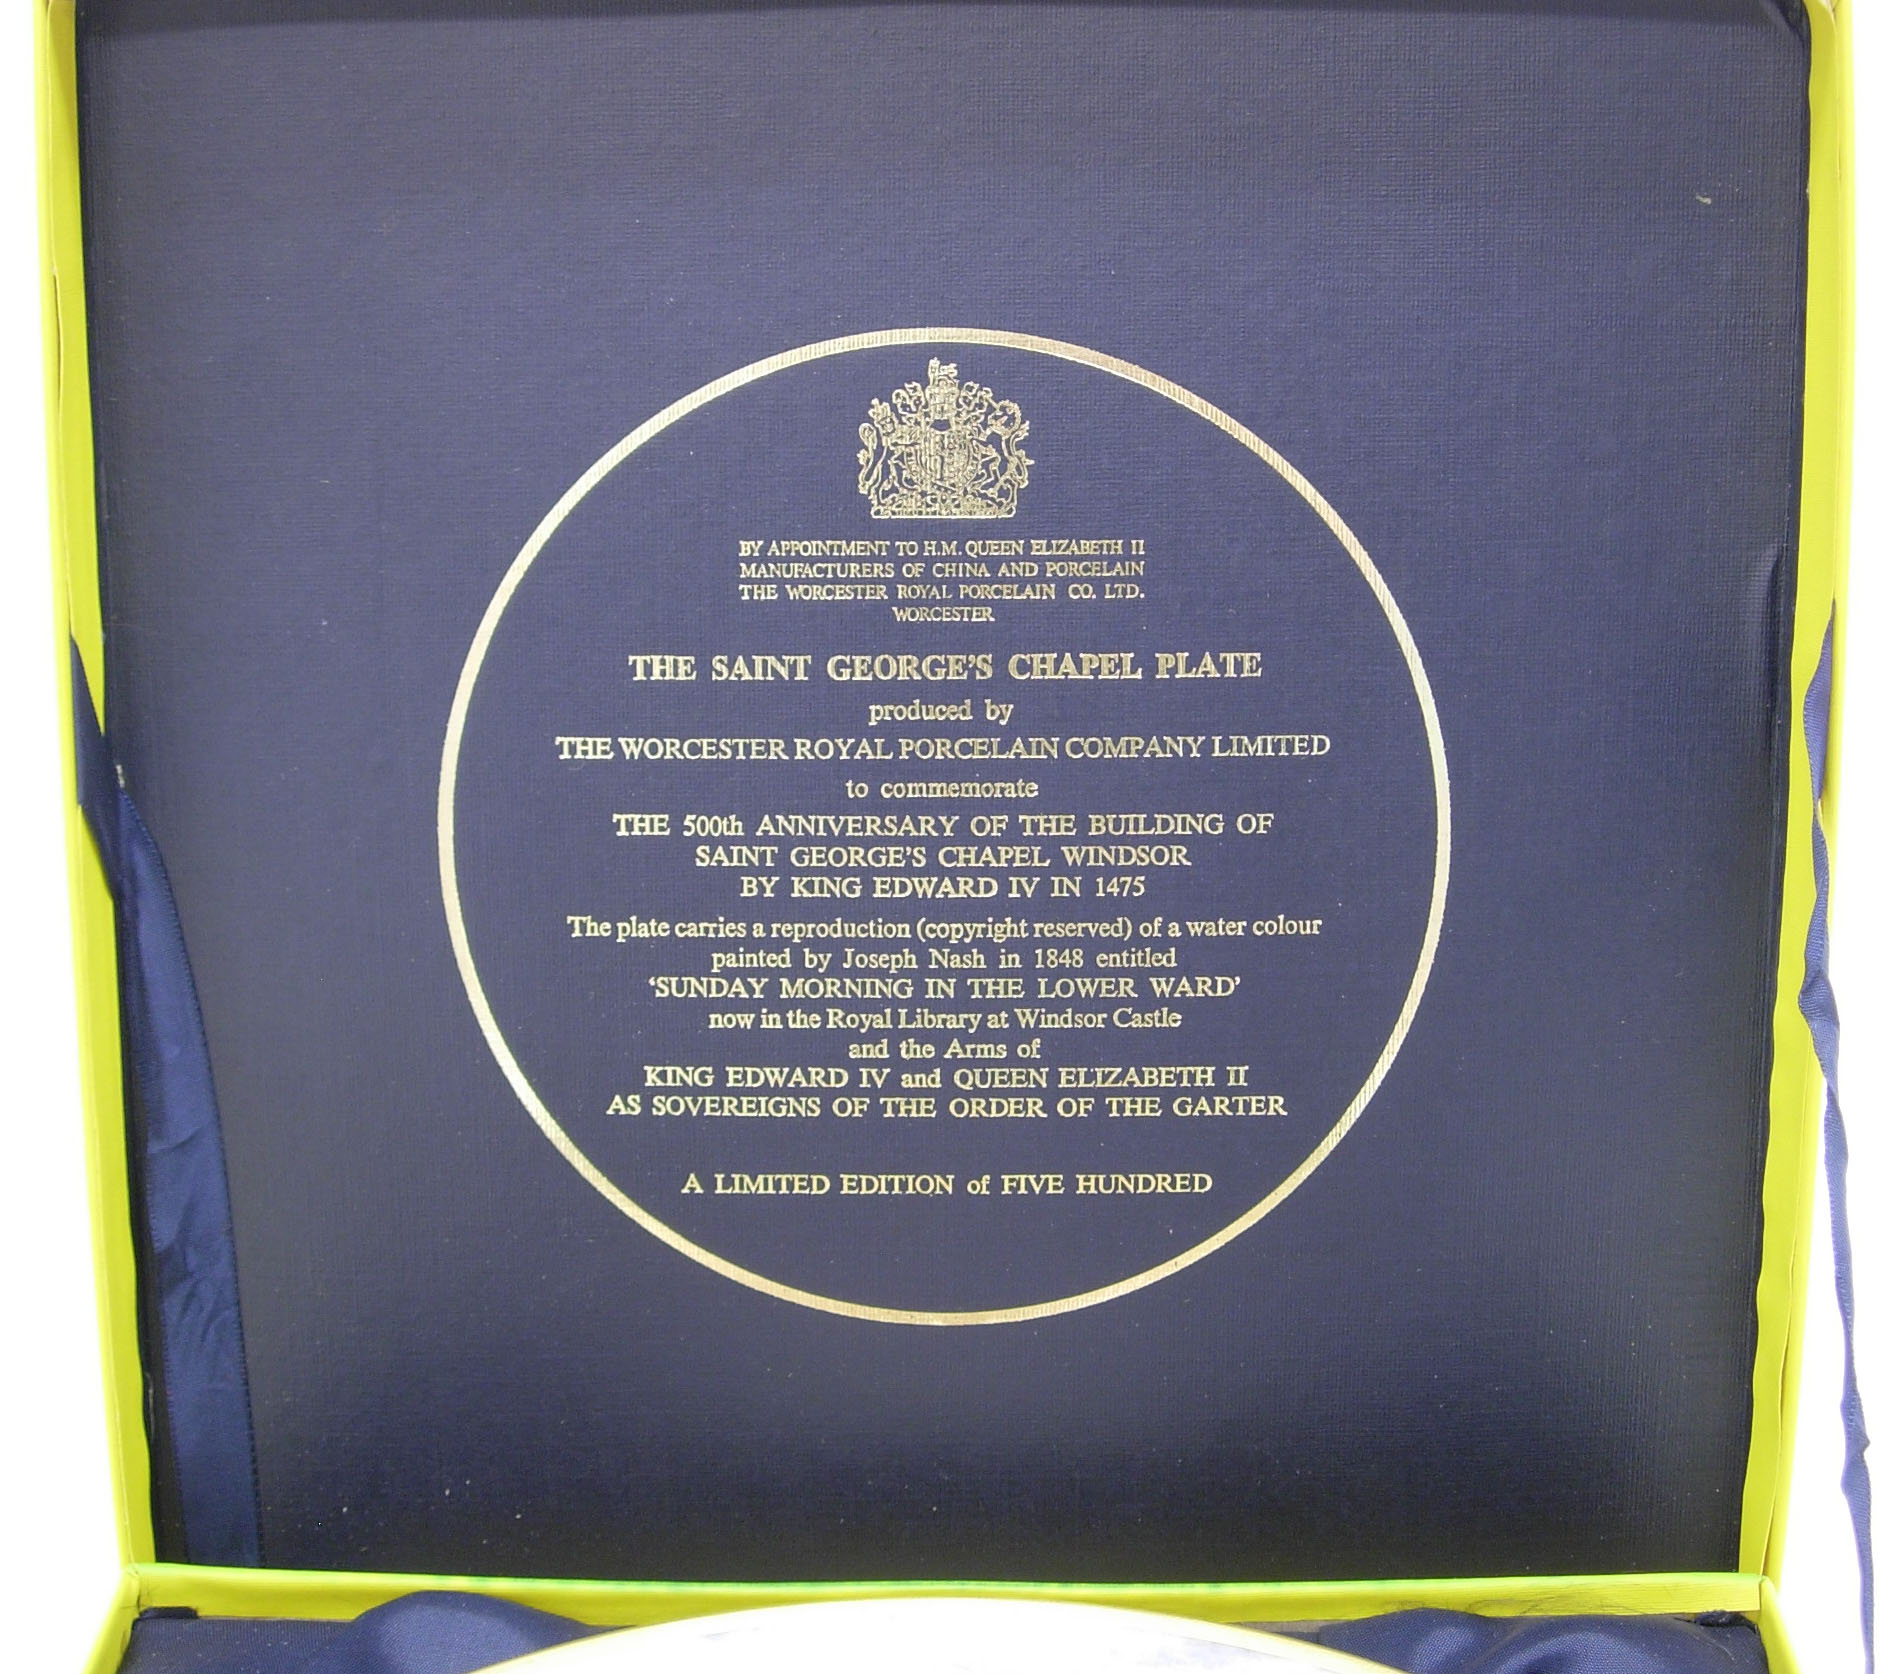 BY APPOINTMENT TO H.M. QUEEN ELIZABETH II
MANUFACTURERS OF CHINA AND PORCELAIN
THE WORCESTER ROYAL PORCELAIN CO. LTD.
WORCESTER
THE SAINT GEORGE'S CHAPEL PLATE
produced by
THE WORCESTER ROYAL PORCELAIN COMPANY LIMITED
to commemorate
THE 500th ANNIVERSARY OF THE BUILDING OF
SAINT GEORGE'S CHAPEL WINDSOR
BY KING EDWARD IV IN 1475
The plate carries a reproduction (copyright reserved) of a water colour
painted by Joseph Nash in 1848 entitled
'SUNDAY MORNING IN THE LOWER WARD'
now in the Royal Library at Windsor Castle
and the Arms of
KING EDWARD IV and QUEEN ELIZABETH II
AS SOVEREIGNS OF THE ORDER OF THE GARTER
A LIMITED EDITION of FIVE HUNDRED